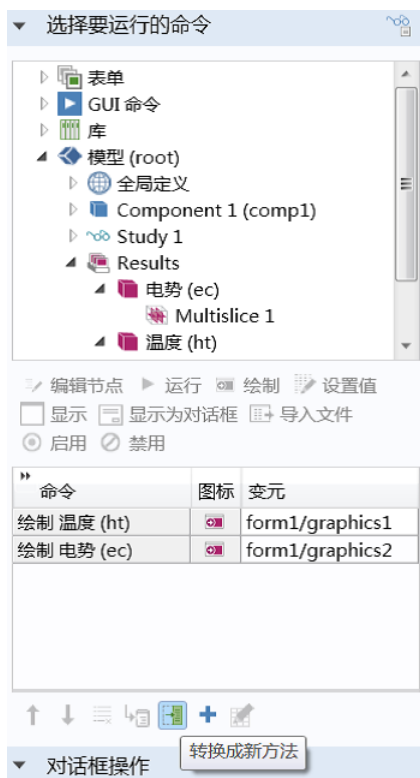 选择要运行的命令
表单
GUI 命令
库
模型 (root)
全局定义
Component 1 (comp1)
Study 1
Results
电势 (ec)
Multislice 1
温度 (ht)
编辑节点 运行 绘制 设置值
显示 显示为对话框 导入文件
启用 禁用
命令 图标 变元
绘制 温度 (ht) form1/graphics1
绘制 电势 (ec) form1/graphics2
转换成新方法
对话框操作